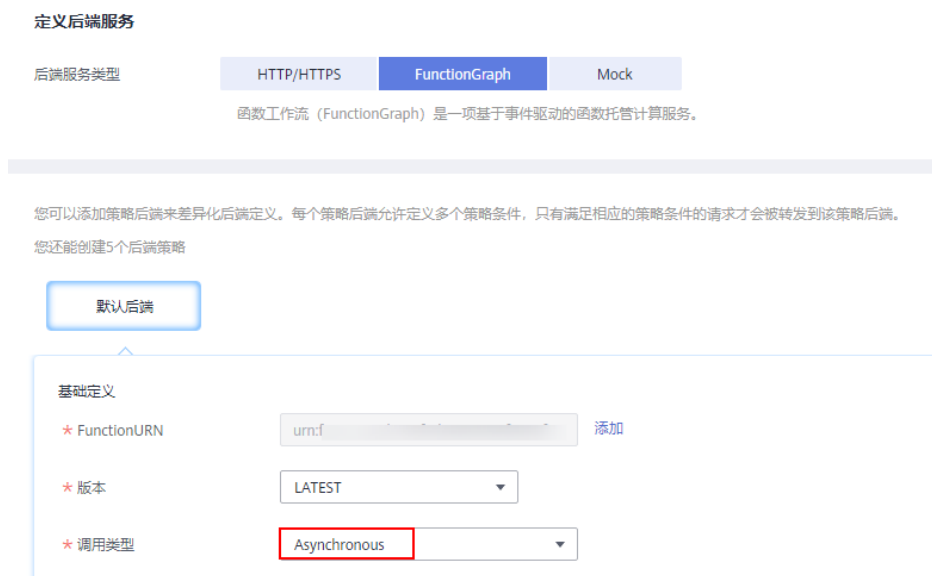 定义后端服务
后端服务类型 HTTP/HTTPS FunctionGraph Mock
函数工作流（FunctionGraph）是一项基于事件驱动的函数托管计算服务。
您可以添加策略后端来差异化后端定义。每个策略后端允许定义多个策略条件，只有满足相应的策略条件的请求才会被转发到该策略后端。
您还能创建5个后端策略
默认后端
基础定义
* FunctionURN urn:f 添加
* 版本 LATEST
* 调用类型 Asynchronous